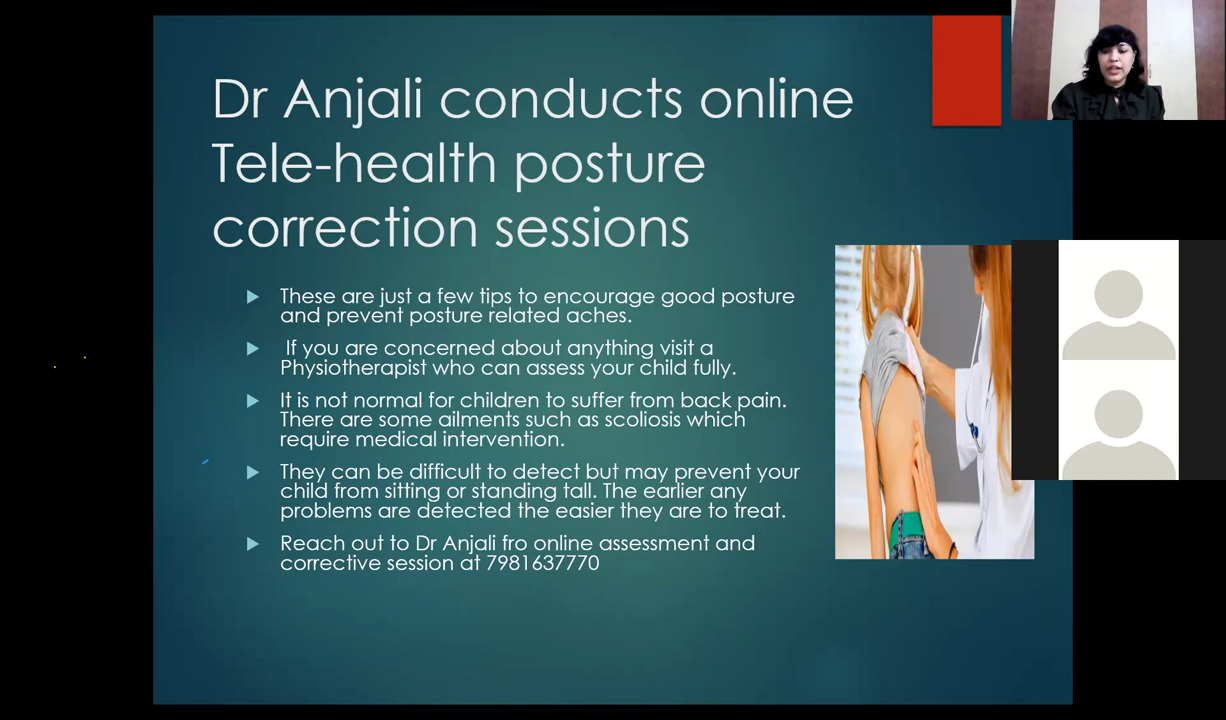 Dr Anjali conducts online
Tele-health posture
correction sessions
These are just a few tips to encourage good posture
and prevent posture related aches.
If you are concerned about anything visit a
Physiotherapist who can assess your child fully.
It is not normal for children to suffer from back pain.
There are some ailments such as scoliosis which
require medical intervention.
They can be difficult to detect but may prevent your
child from sitting or standing tall. The earlier any
problems are detected the easier they are to treat.
Reach out to Dr Anjali fro online assessment and
corrective session at 7981637770